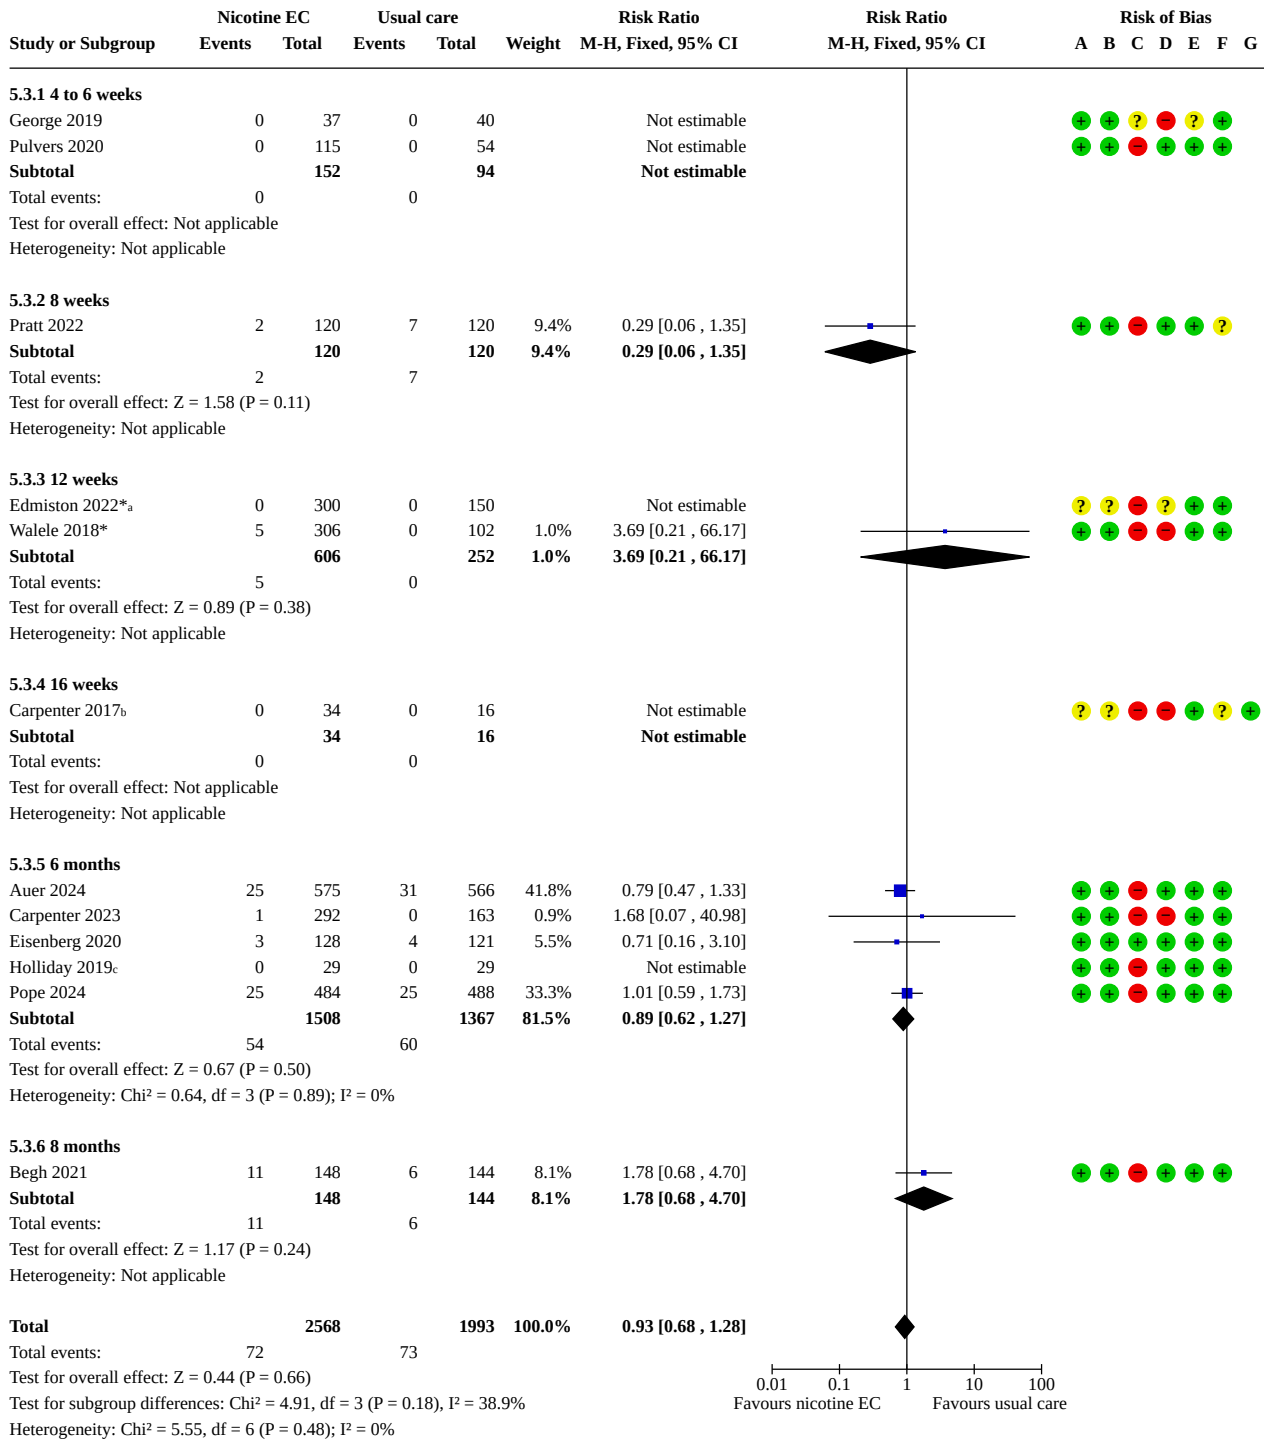 Nicotine EC Usual care Risk Ratio Risk Ratio Risk of Bias
Study or Subgroup Events Total Events Total Weight M-H, Fixed, 95% CI M-H, Fixed, 95% CI A B C D E F G
5.3.1 4 to 6 weeks
George 2019 0 37 0 40 Not estimable + + ? − ? +
Pulvers 2020 0 115 0 54 Not estimable + + − + + +
Subtotal 152 94 Not estimable
Total events: 0 0
Test for overall effect: Not applicable
Heterogeneity: Not applicable
5.3.2 8 weeks
Pratt 2022 2 120 7 120 9.4% 0.29 [0.06 , 1.35] + + − + + ?
Subtotal 120 120 9.4% 0.29 [0.06 , 1.35]
Total events: 2 7
Test for overall effect: Z = 1.58 (P = 0.11)
Heterogeneity: Not applicable
5.3.3 12 weeks
Edmiston 2022*a 0 300 0 150 Not estimable ? ? − ? + +
Walele 2018* 5 306 0 102 1.0% 3.69 [0.21 , 66.17] + + − − + +
Subtotal 606 252 1.0% 3.69 [0.21 , 66.17]
Total events: 5 0
Test for overall effect: Z = 0.89 (P = 0.38)
Heterogeneity: Not applicable
5.3.4 16 weeks
Carpenter 2017b 0 34 0 16 Not estimable ? ? − − + ? +
Subtotal 34 16 Not estimable
Total events: 0 0
Test for overall effect: Not applicable
Heterogeneity: Not applicable
5.3.5 6 months
Auer 2024 25 575 31 566 41.8% 0.79 [0.47 , 1.33] + + − + + +
Carpenter 2023 1 292 0 163 0.9% 1.68 [0.07 , 40.98] + + − − + +
Eisenberg 2020 3 128 4 121 5.5% 0.71 [0.16 , 3.10] + + + + + +
Holliday 2019c 0 29 0 29 Not estimable + + − + + +
Pope 2024 25 484 25 488 33.3% 1.01 [0.59 , 1.73] + + − + + +
Subtotal 1508 1367 81.5% 0.89 [0.62 , 1.27]
Total events: 54 60
Test for overall effect: Z = 0.67 (P = 0.50)
Heterogeneity: Chi² = 0.64, df = 3 (P = 0.89); I² = 0%
5.3.6 8 months
Begh 2021 11 148 6 144 8.1% 1.78 [0.68 , 4.70] + + − + + +
Subtotal 148 144 8.1% 1.78 [0.68 , 4.70]
Total events: 11 6
Test for overall effect: Z = 1.17 (P = 0.24)
Heterogeneity: Not applicable
Total 2568 1993 100.0% 0.93 [0.68 , 1.28]
Total events: 72 73
Test for overall effect: Z = 0.44 (P = 0.66) 0.01 0.1 1 10 100
Test for subgroup differences: Chi² = 4.91, df = 3 (P = 0.18), I² = 38.9% Favours nicotine EC Favours usual care
Heterogeneity: Chi² = 5.55, df = 6 (P = 0.48); I² = 0%